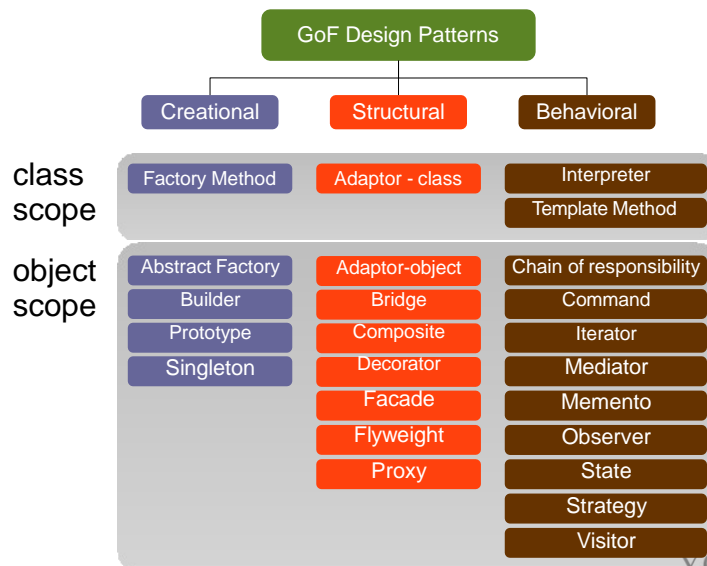 GoF Design Patterns
Creational Structural Behavioral
class scope
Factory Method Adaptor - class Interpreter
Template Method
object scope
Abstract Factory Adaptor-object Chain of responsibility
Builder Bridge Command
Prototype Composite Iterator
Singleton Decorator Mediator
Facade Memento
Flyweight Observer
Proxy State
Strategy
Visitor